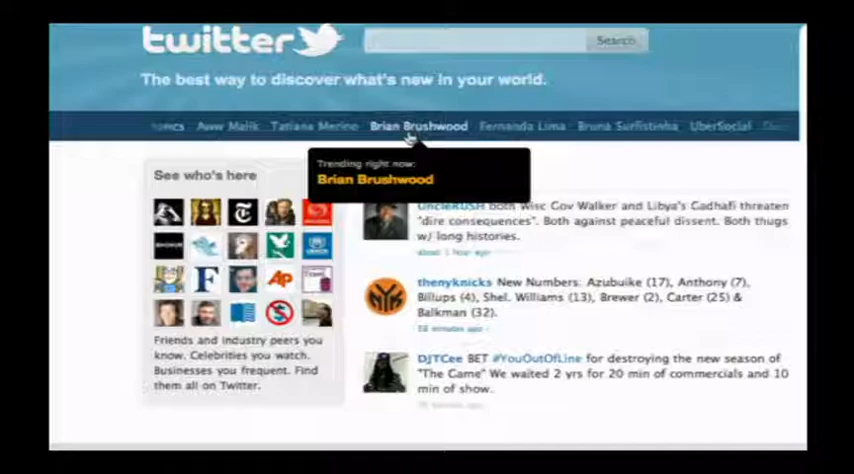 twitter
Search
The best way to discover what's new in your world.
Aww Malik Tatiana Merino Brian Brushwood Fernanda Lima Bruna Surfistinha UberSocial
Trending right now:
Brian Brushwood
See who's here
UncleRUSH both Wisc Gov Walker and Libya's Gadhafi threaten
"dire consequences". Both against peaceful dissent. Both thugs
w/ long histories.
about 1 hour ago
thenyknicks New Numbers: Azubuike (17), Anthony (7),
Billups (4), Shel. Williams (13), Brewer (2), Carter (25) &
Balkman (32).
DJTCee BET #YouOutOfLine for destroying the new season of
"The Game" We waited 2 yrs for 20 min of commercials and 10
min of show.
Friends and industry peers you
know. Celebrities you watch.
Businesses you frequent. Find
them all on Twitter.